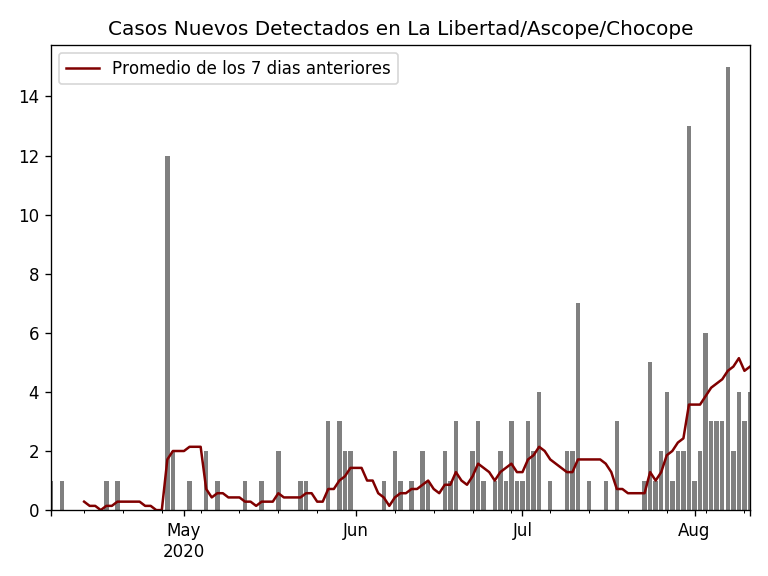 Casos Nuevos Detectados en La Libertad/Ascope/Chocope
Promedio de los 7 dias anteriores
14
12
10
8
6
4
2
0
May
2020
Jun
Jul
Aug